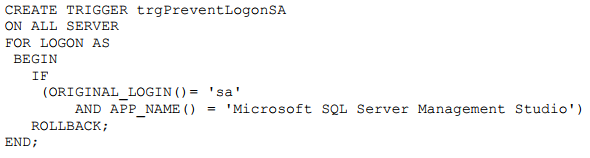 CREATE TRIGGER trgPreventLogonSA
ON ALL SERVER
FOR LOGON AS
BEGIN
IF
(ORIGINAL_LOGIN()= 'sa'
AND APP_NAME() = 'Microsoft SQL Server Management Studio')
ROLLBACK;
END;